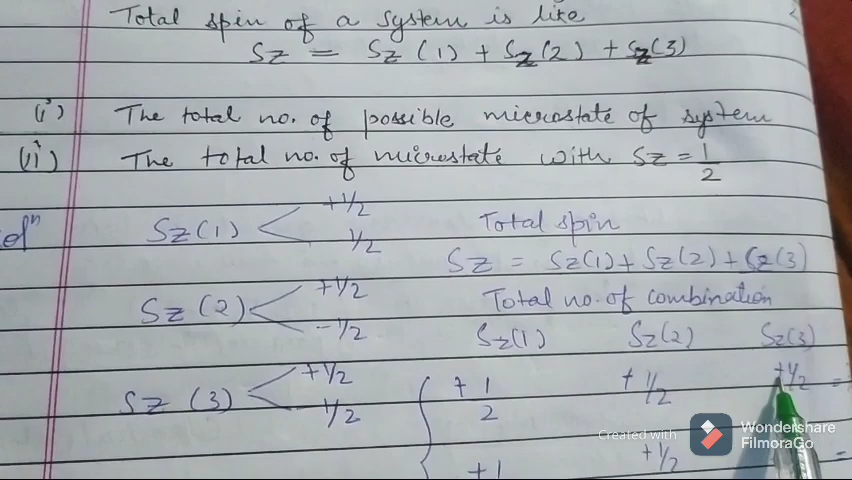 Total spin of a system is like
Sz = Sz (1) + Sz (2) + Sz (3)
(i) The total no. of possible microstate of system
(ii) The total no. of microstate with Sz = 1/2
Sz (1) +1/2 1/2
Total spin
Sz = Sz(1) + Sz(2) + Sz(3)
Sz (2) +1/2 -1/2
Total no. of combination
Sz(1) Sz(2) Sz(3)
Sz (3) +1/2 1/2
+1/2 +1/2 +1/2 =
+1 +1/2 =
Created with Wondershare FilmoraGo